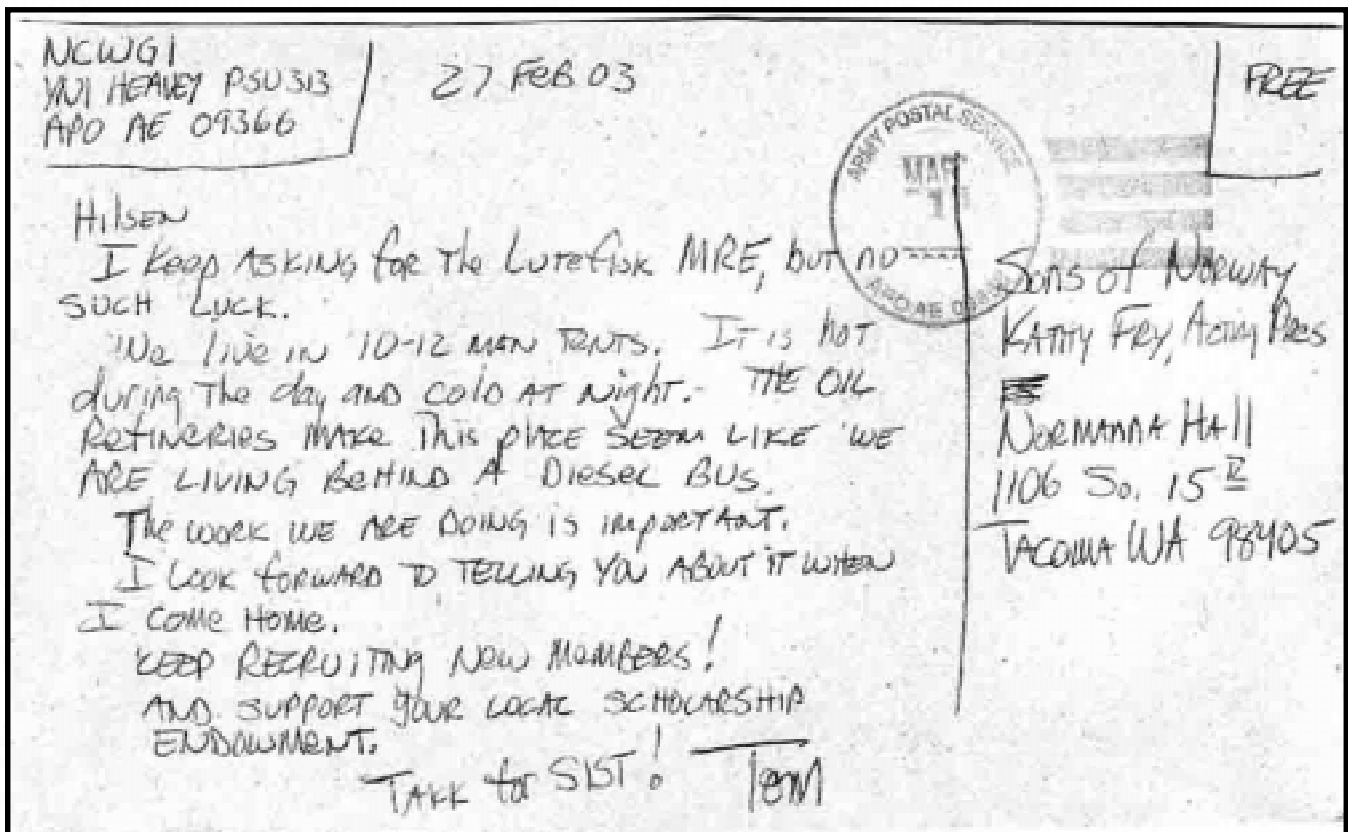 NCWG1
YN1 HEAVEY PSU313
APO AE 09366
27 FEB 03
FREE
ARMY POSTAL SERVICE
MAR
1
APO AE
Hilsen
I Keep Asking for the Lutefisk MRE, but no
such luck.
We live in 10-12 man tents. It is hot
during the day and cold at night. The oil
refineries make this place seem like we
are living behind a diesel bus.
The work we are doing is important.
I look forward to telling you about it when
I come home.
Keep recruiting new members!
And support your local scholarship
endowment.
Takk for SIST! Tom
Sons of Norway
Kathy Fry, Acting Pres
Normanna Hall
1106 So. 15
Tacoma WA 98405